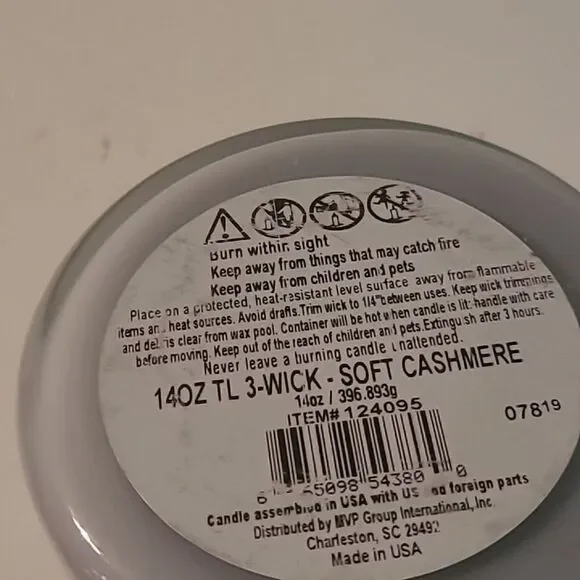 Burn within sight
Keep away from things that may catch fire
Keep away from children and pets
Place on a protected, heat-resistant level surface away from flammable
items and heat sources. Avoid drafts. Trim wick to 1/4" between uses. Keep wick trimmings
and debris clear from wax pool. Container will be hot when candle is lit: handle with care
before moving. Keep out of the reach of children and pets. Extinguish after 3 hours.
Never leave a burning candle unattended.
14OZ TL 3-WICK - SOFT CASHMERE
14oz / 396.893g
ITEM# 124095
07819
6 45098 54380 0
Candle assembled in USA with US and foreign parts
Distributed by MVP Group International, Inc.
Charleston, SC 29492
Made in USA